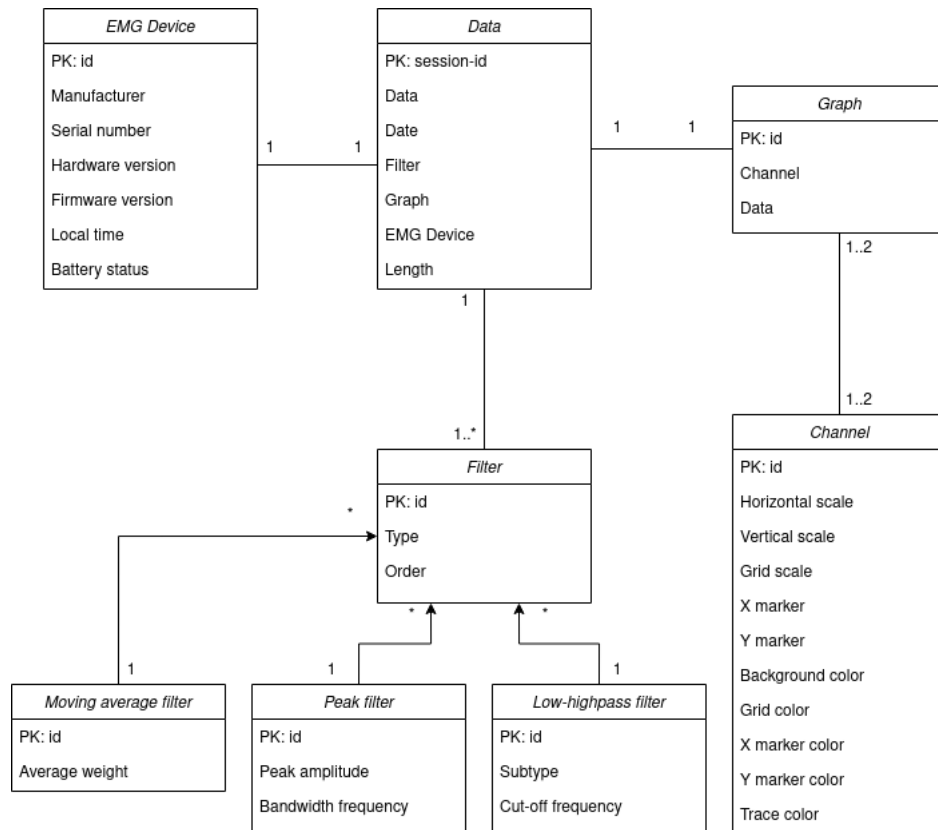 EMG Device
PK: id
Manufacturer
Serial number
Hardware version
Firmware version
Local time
Battery status
1
1
Data
PK: session-id
Data
Date
Filter
Graph
EMG Device
Length
1
1
Graph
PK: id
Channel
Data
1..2
1..2
Channel
PK: id
Horizontal scale
Vertical scale
Grid scale
X marker
Y marker
Background color
Grid color
X marker color
Y marker color
Trace color
1
1..*
Filter
PK: id
Type
Order
*
*
*
1
1
1
Moving average filter
PK: id
Average weight
Peak filter
PK: id
Peak amplitude
Bandwidth frequency
Low-highpass filter
PK: id
Subtype
Cut-off frequency